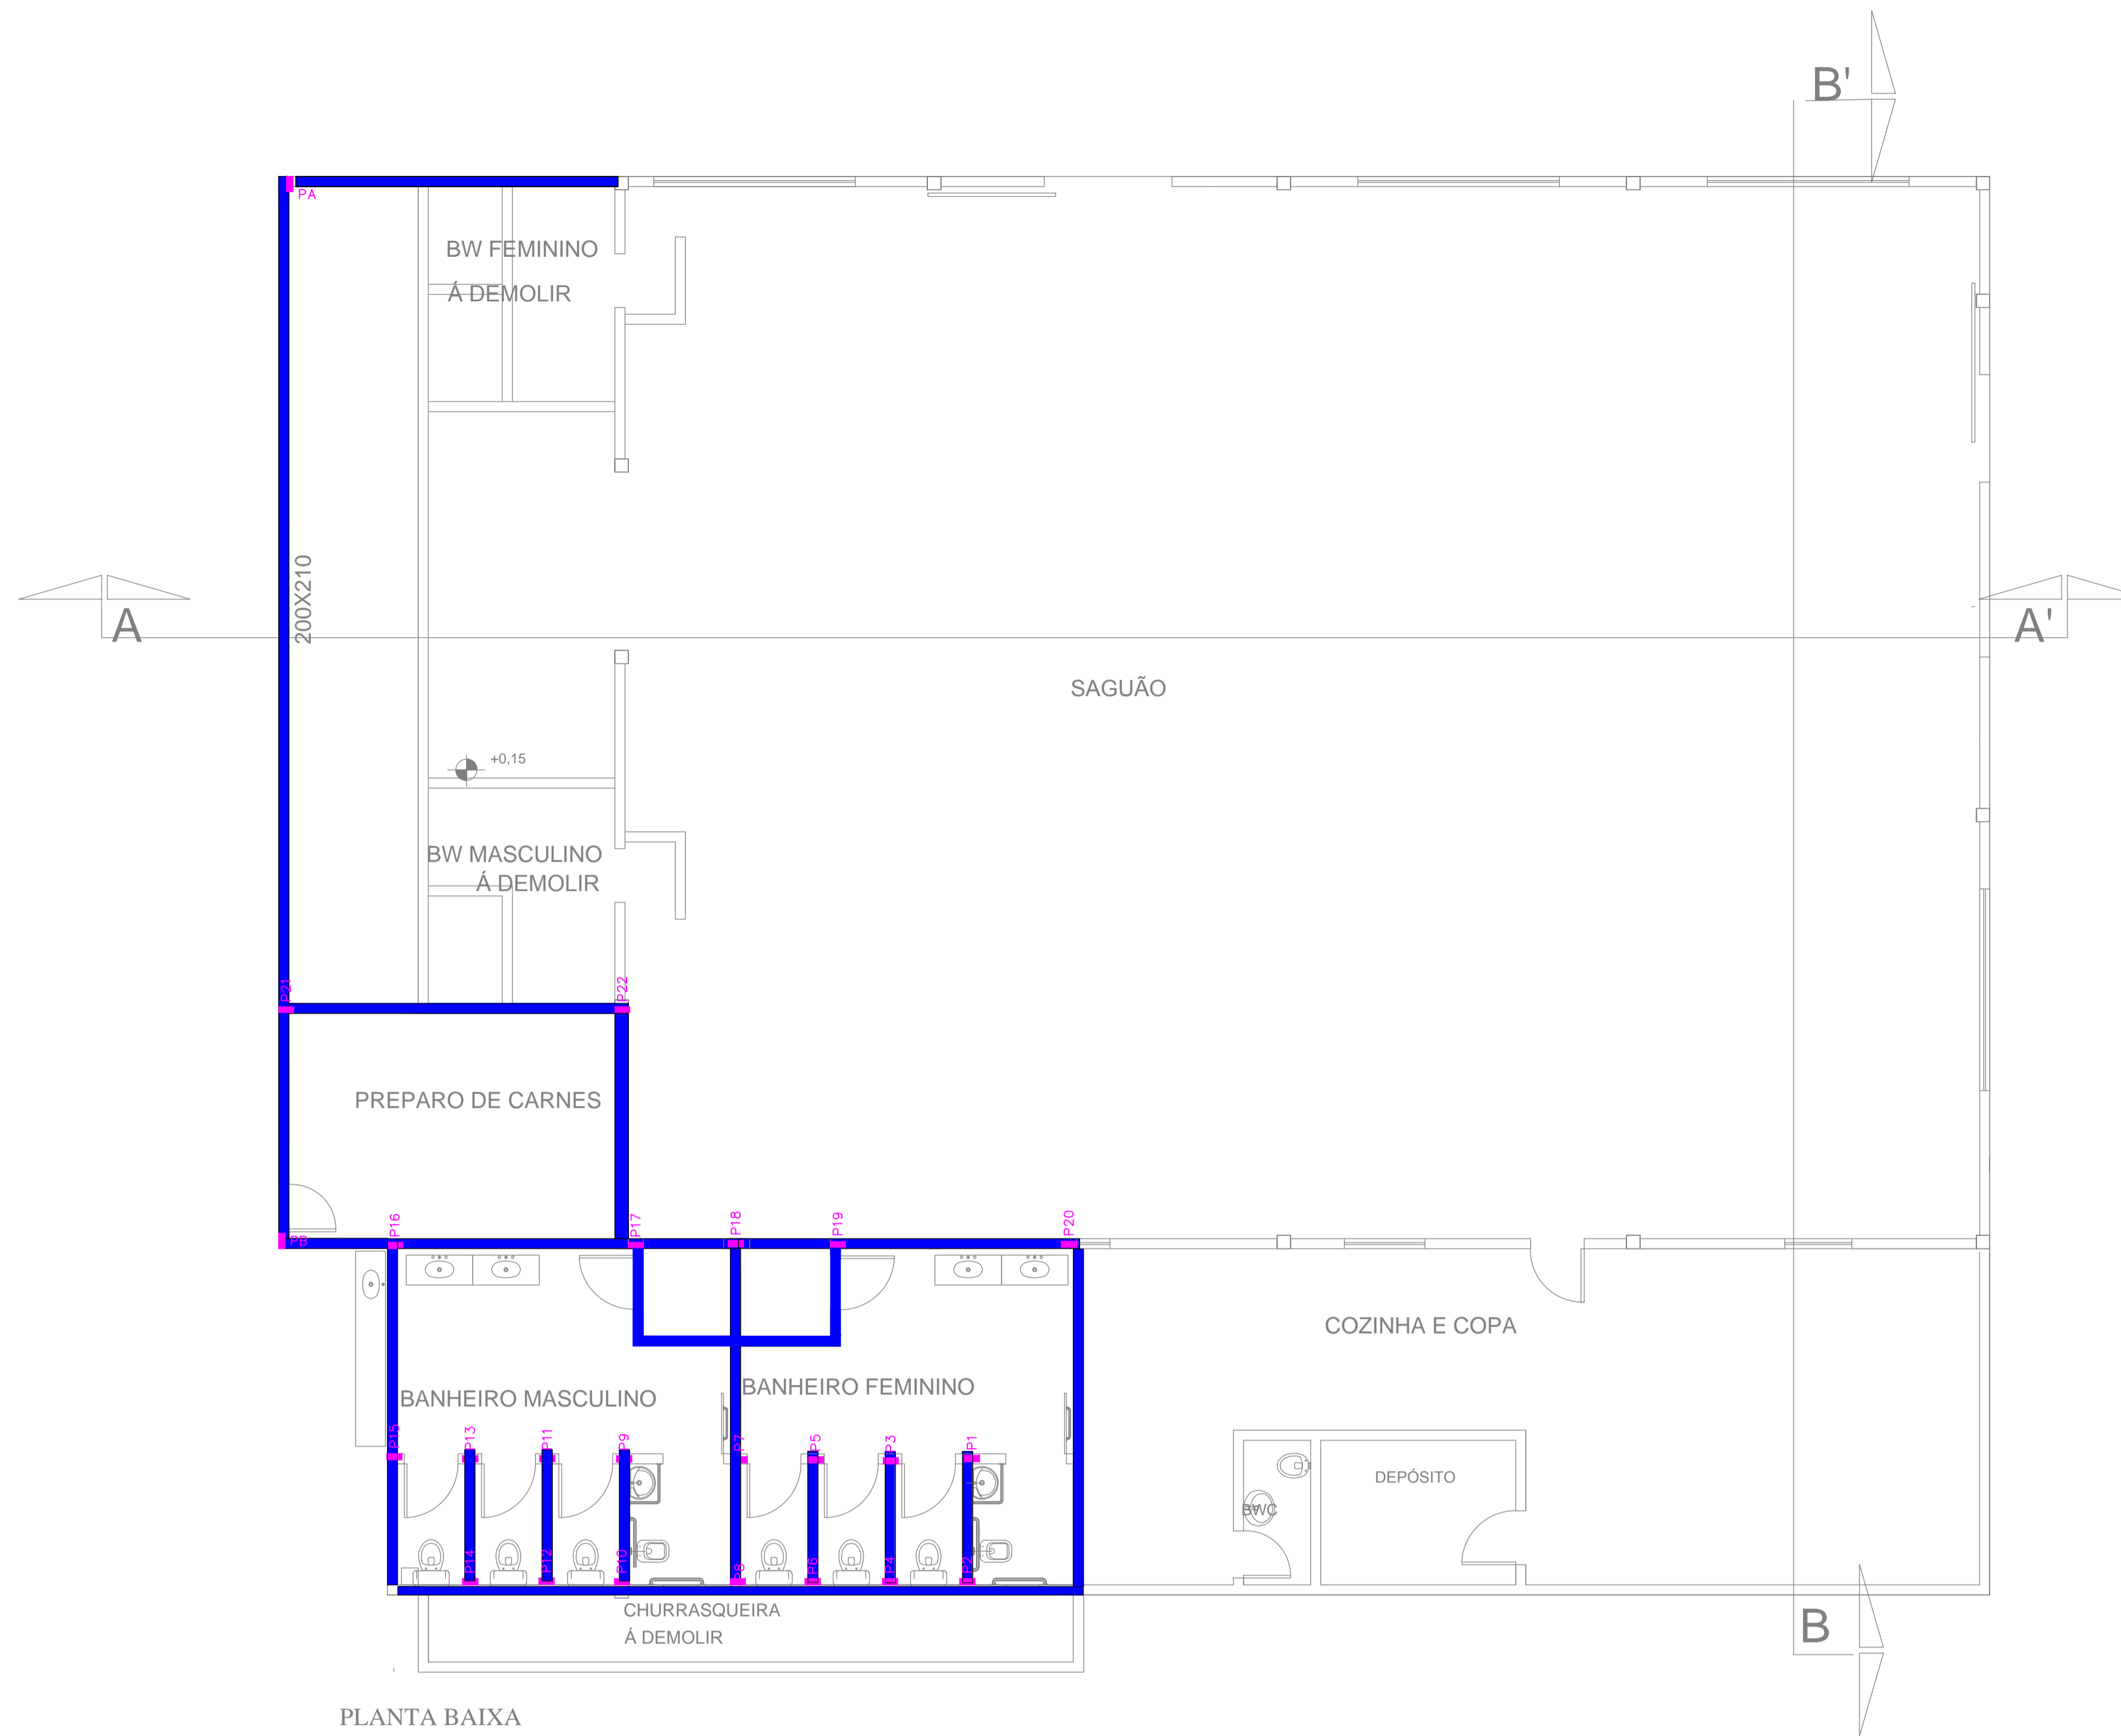 B'
PA
BW FEMININO
Á DEMOLIR
200X210
A
A'
SAGUÃO
+0,15
BW MASCULINO
Á DEMOLIR
P21
P22
PREPARO DE CARNES
PB
P16
P17
P18
P19
P20
COZINHA E COPA
BANHEIRO MASCULINO
BANHEIRO FEMININO
P15
P13
P11
P9
P7
P5
P3
P1
DEPÓSITO
BWC
P14
P12
P10
P8
P6
P4
P2
CHURRASQUEIRA
Á DEMOLIR
B
PLANTA BAIXA